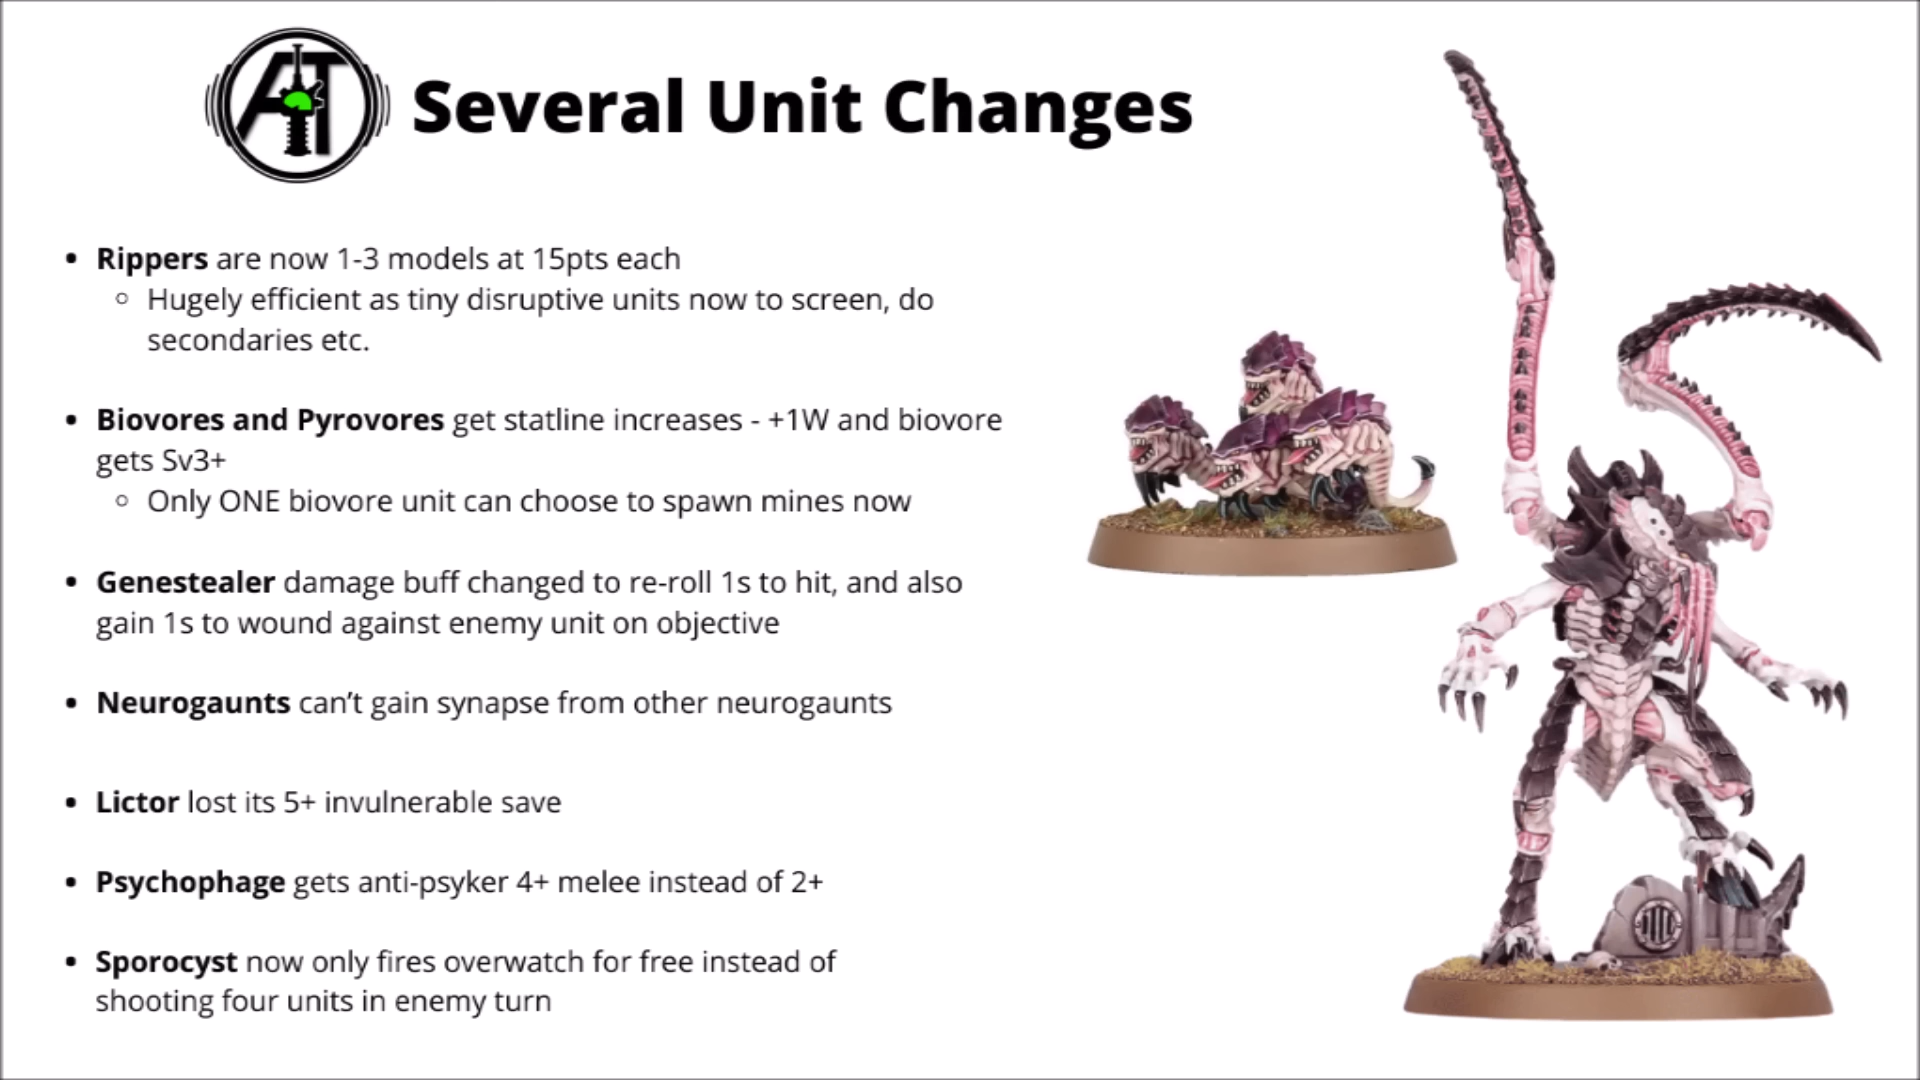 AT
Several Unit Changes
• Rippers are now 1-3 models at 15pts each
◦ Hugely efficient as tiny disruptive units now to screen, do
secondaries etc.
• Biovores and Pyrovores get statline increases - +1W and biovore
gets Sv3+
◦ Only ONE biovore unit can choose to spawn mines now
• Genestealer damage buff changed to re-roll 1s to hit, and also
gain 1s to wound against enemy unit on objective
• Neurogaunts can’t gain synapse from other neurogaunts
• Lictor lost its 5+ invulnerable save
• Psychophage gets anti-psyker 4+ melee instead of 2+
• Sporocyst now only fires overwatch for free instead of
shooting four units in enemy turn